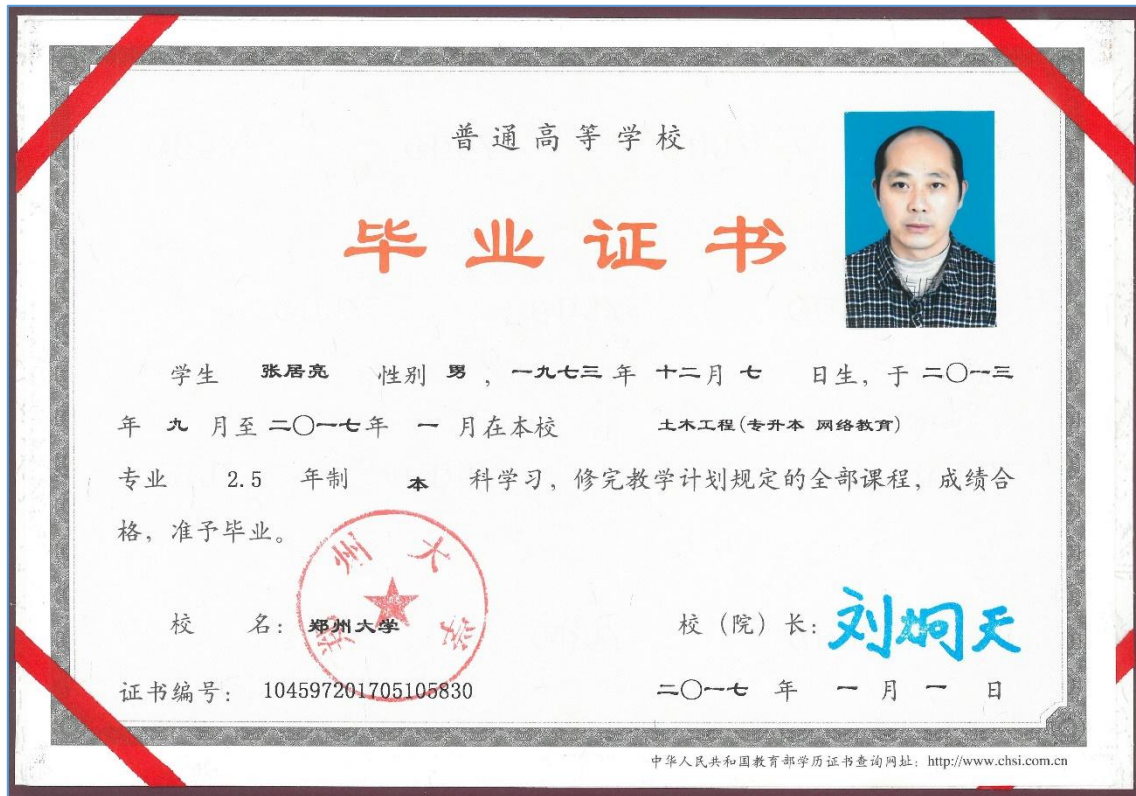 普通高等学校
毕业证书
学生 张居亮 性别 男，一九七三 年 十二月 七 日生，于 二〇一三
年 九 月至 二〇一七年 一 月在本校 土木工程(专升本 网络教育)
专业 2.5 年制 本 科学习，修完教学计划规定的全部课程，成绩合
格，准予毕业。
郑州大学
校 名：郑州大学 校（院）长：刘炯天
证书编号： 104597201705105830 二〇一七 年 一 月 一 日
中华人民共和国教育部学历证书查询网址：http://www.chsi.com.cn